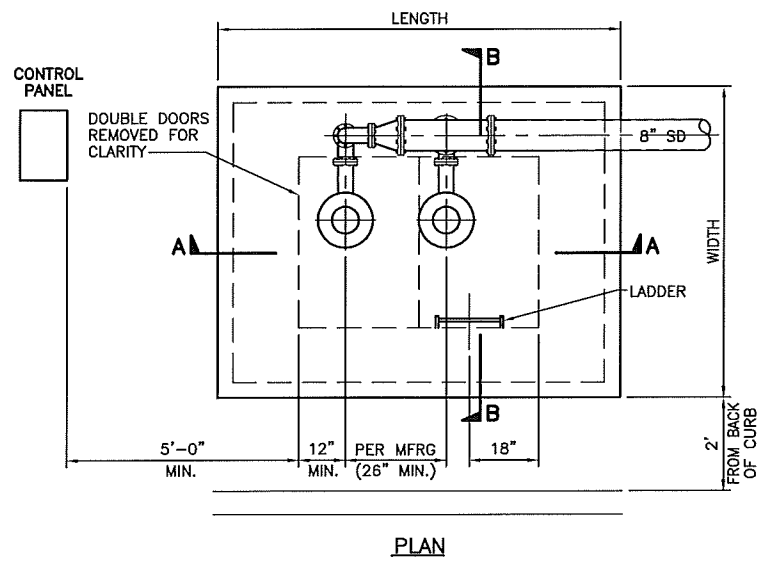 LENGTH
B
CONTROL
PANEL
DOUBLE DOORS
REMOVED FOR
CLARITY
8" SD
A
A
WIDTH
LADDER
B
5'-0"
MIN.
12"
MIN.
PER MFRG
(26" MIN.)
18"
2'
FROM BACK
OF CURB
PLAN